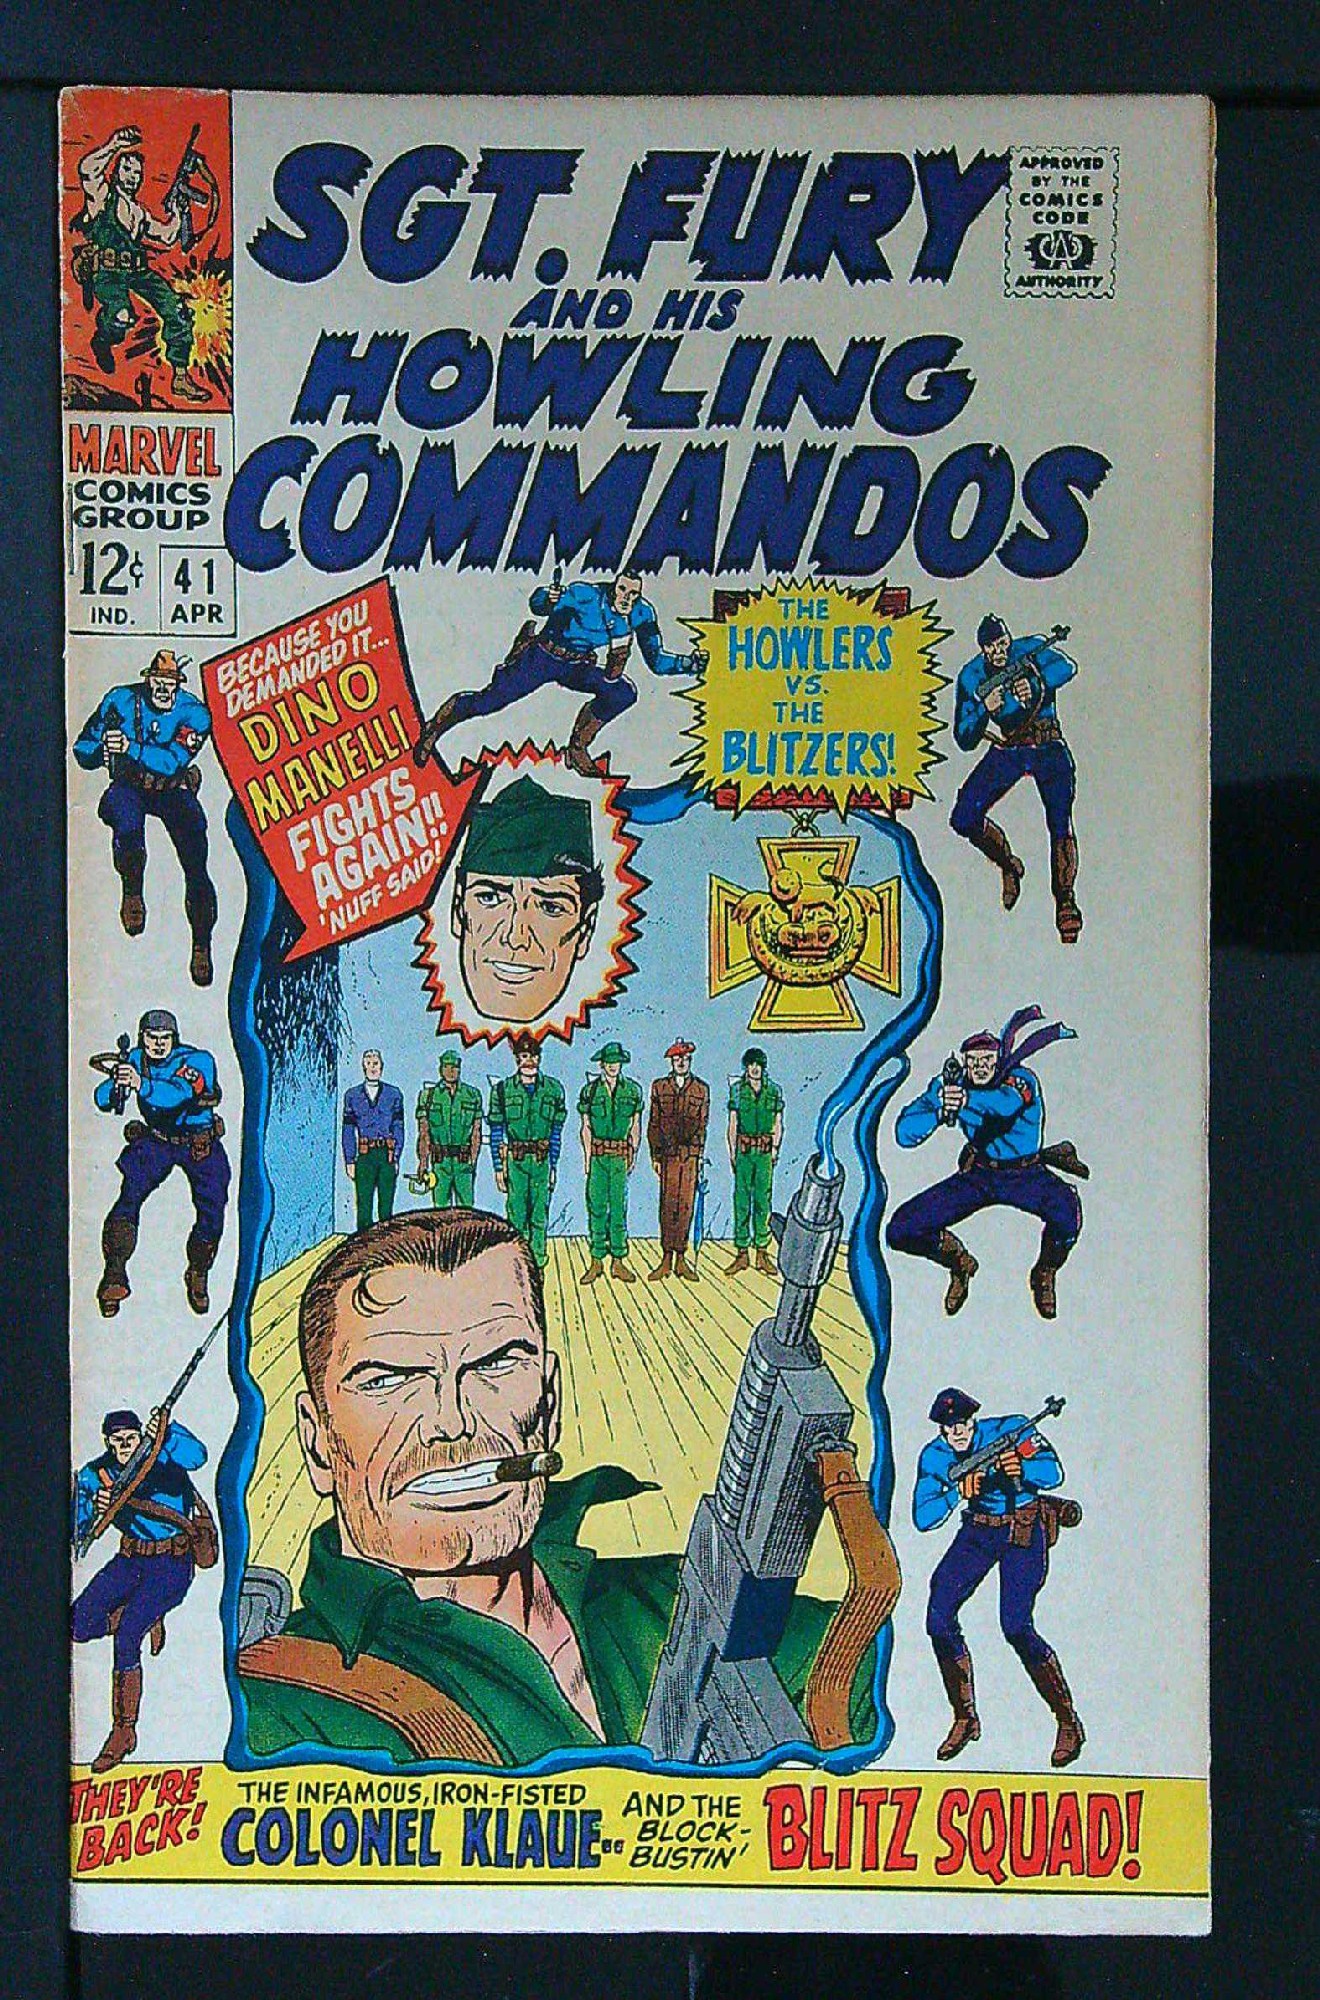 SGT. FURY
AND HIS
HOWLING
COMMANDOS
APPROVED
BY THE
COMICS
CODE
CA
AUTHORITY
MARVEL
COMICS
GROUP
12¢
IND.
41
APR
BECAUSE YOU
DEMANDED IT...
DINO
MANELLI
FIGHTS
AGAIN!!
'NUFF SAID!
THE
HOWLERS
VS.
THE
BLITZERS!
THEY'RE
BACK!
THE INFAMOUS, IRON-FISTED
COLONEL KLAUE..
AND THE
BLOCK-
BUSTIN'
BLITZ SQUAD!